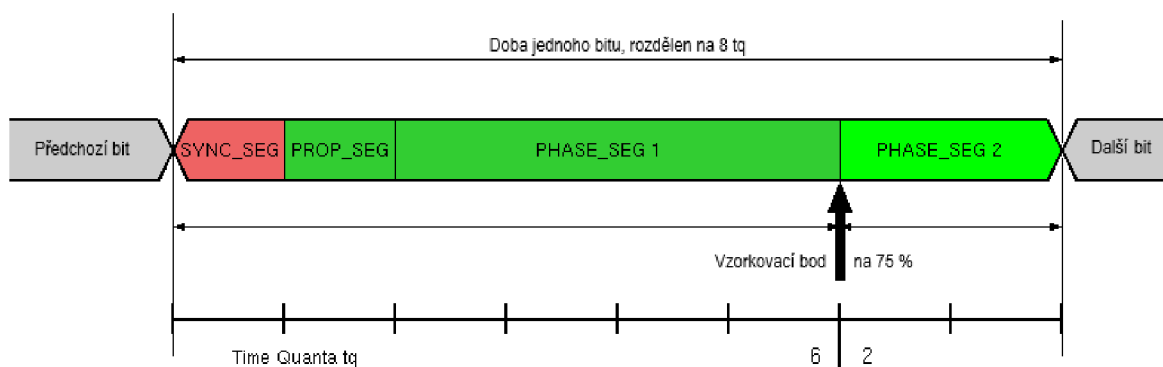 Doba jednoho bitu, rozdělen na 8 tq
Předchozí bit
SYNC_SEG
PROP_SEG
PHASE_SEG 1
PHASE_SEG 2
Další bit
Vzorkovací bod na 75 %
Time Quanta tq
6
2